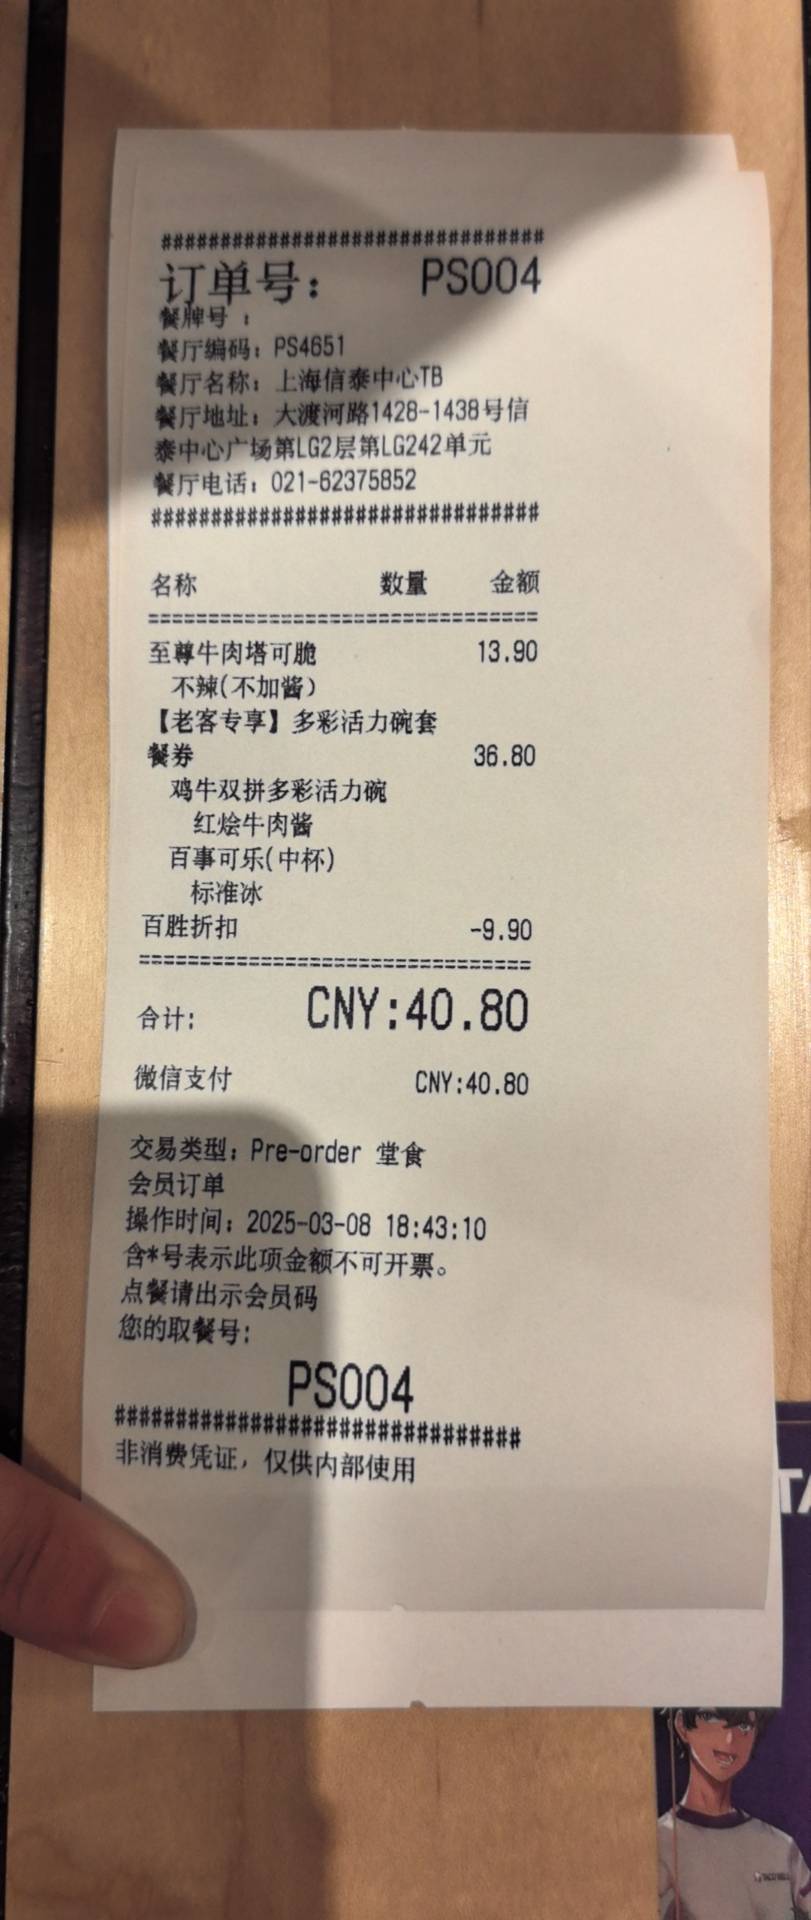 ################################
订单号： PS004
餐牌号 ：
餐厅编码：PS4651
餐厅名称：上海信泰中心TB
餐厅地址：大渡河路1428-1438号信
泰中心广场第LG2层第LG242单元
餐厅电话：021-62375852
################################
名称 数量 金额
================================
至尊牛肉塔可脆 13.90
不辣(不加酱)
【老客专享】多彩活力碗套
餐券 36.80
鸡牛双拼多彩活力碗
红烩牛肉酱
百事可乐(中杯)
标准冰
百胜折扣 -9.90
================================
合计: CNY:40.80
微信支付 CNY:40.80
交易类型：Pre-order 堂食
会员订单
操作时间：2025-03-08 18:43:10
含*号表示此项金额不可开票。
点餐请出示会员码
您的取餐号:
PS004
################################
非消费凭证，仅供内部使用
TA
TACO BELL